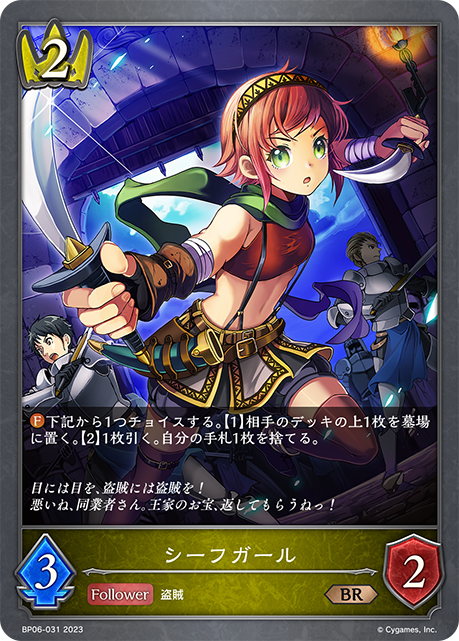 2
F 下記から1つチョイスする。【1】相手のデッキの上1枚を墓場
に置く。【2】1枚引く。自分の手札1枚を捨てる。
目には目を、盗賊には盗賊を！
悪いね、同業者さん。王家のお宝、返してもらうねっ！
シーフガール
3
Follower 盗賊
BR
2
BP06-031 2023
© Cygames, Inc.